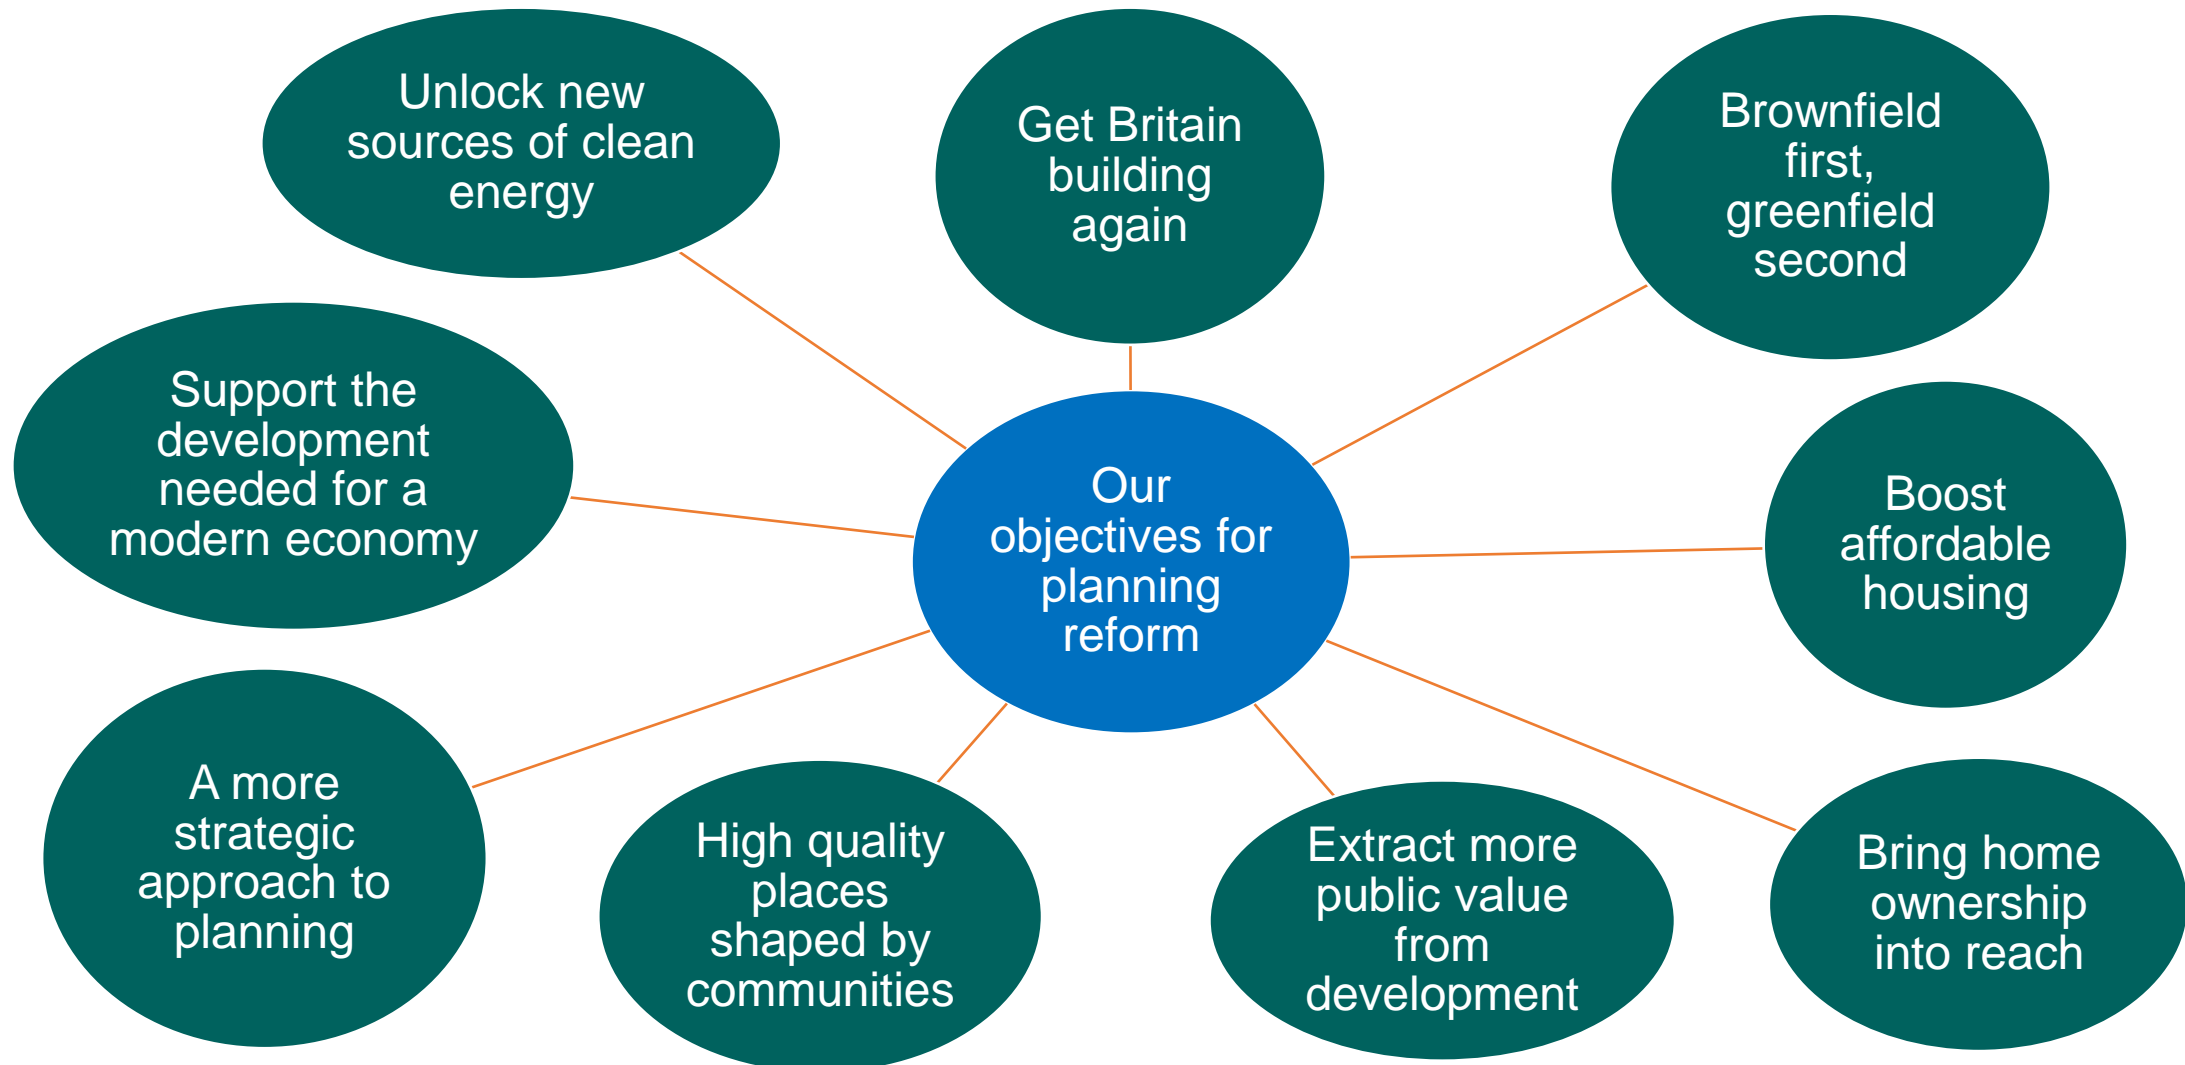 Unlock new
sources of clean
energy
Get Britain
building
again
Brownfield
first,
greenfield
second
Support the
development
needed for a
modern economy
Our
objectives for
planning
reform
Boost
affordable
housing
A more
strategic
approach to
planning
High quality
places
shaped by
communities
Extract more
public value
from
development
Bring home
ownership
into reach